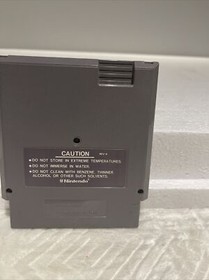 CAUTION
•DO NOT STORE IN EXTREME TEMPERATURES.
•DO NOT IMMERSE IN WATER.
•DO NOT CLEAN WITH BENZENE, THINNER,
ALCOHOL OR OTHER SUCH SOLVENTS.
Nintendo